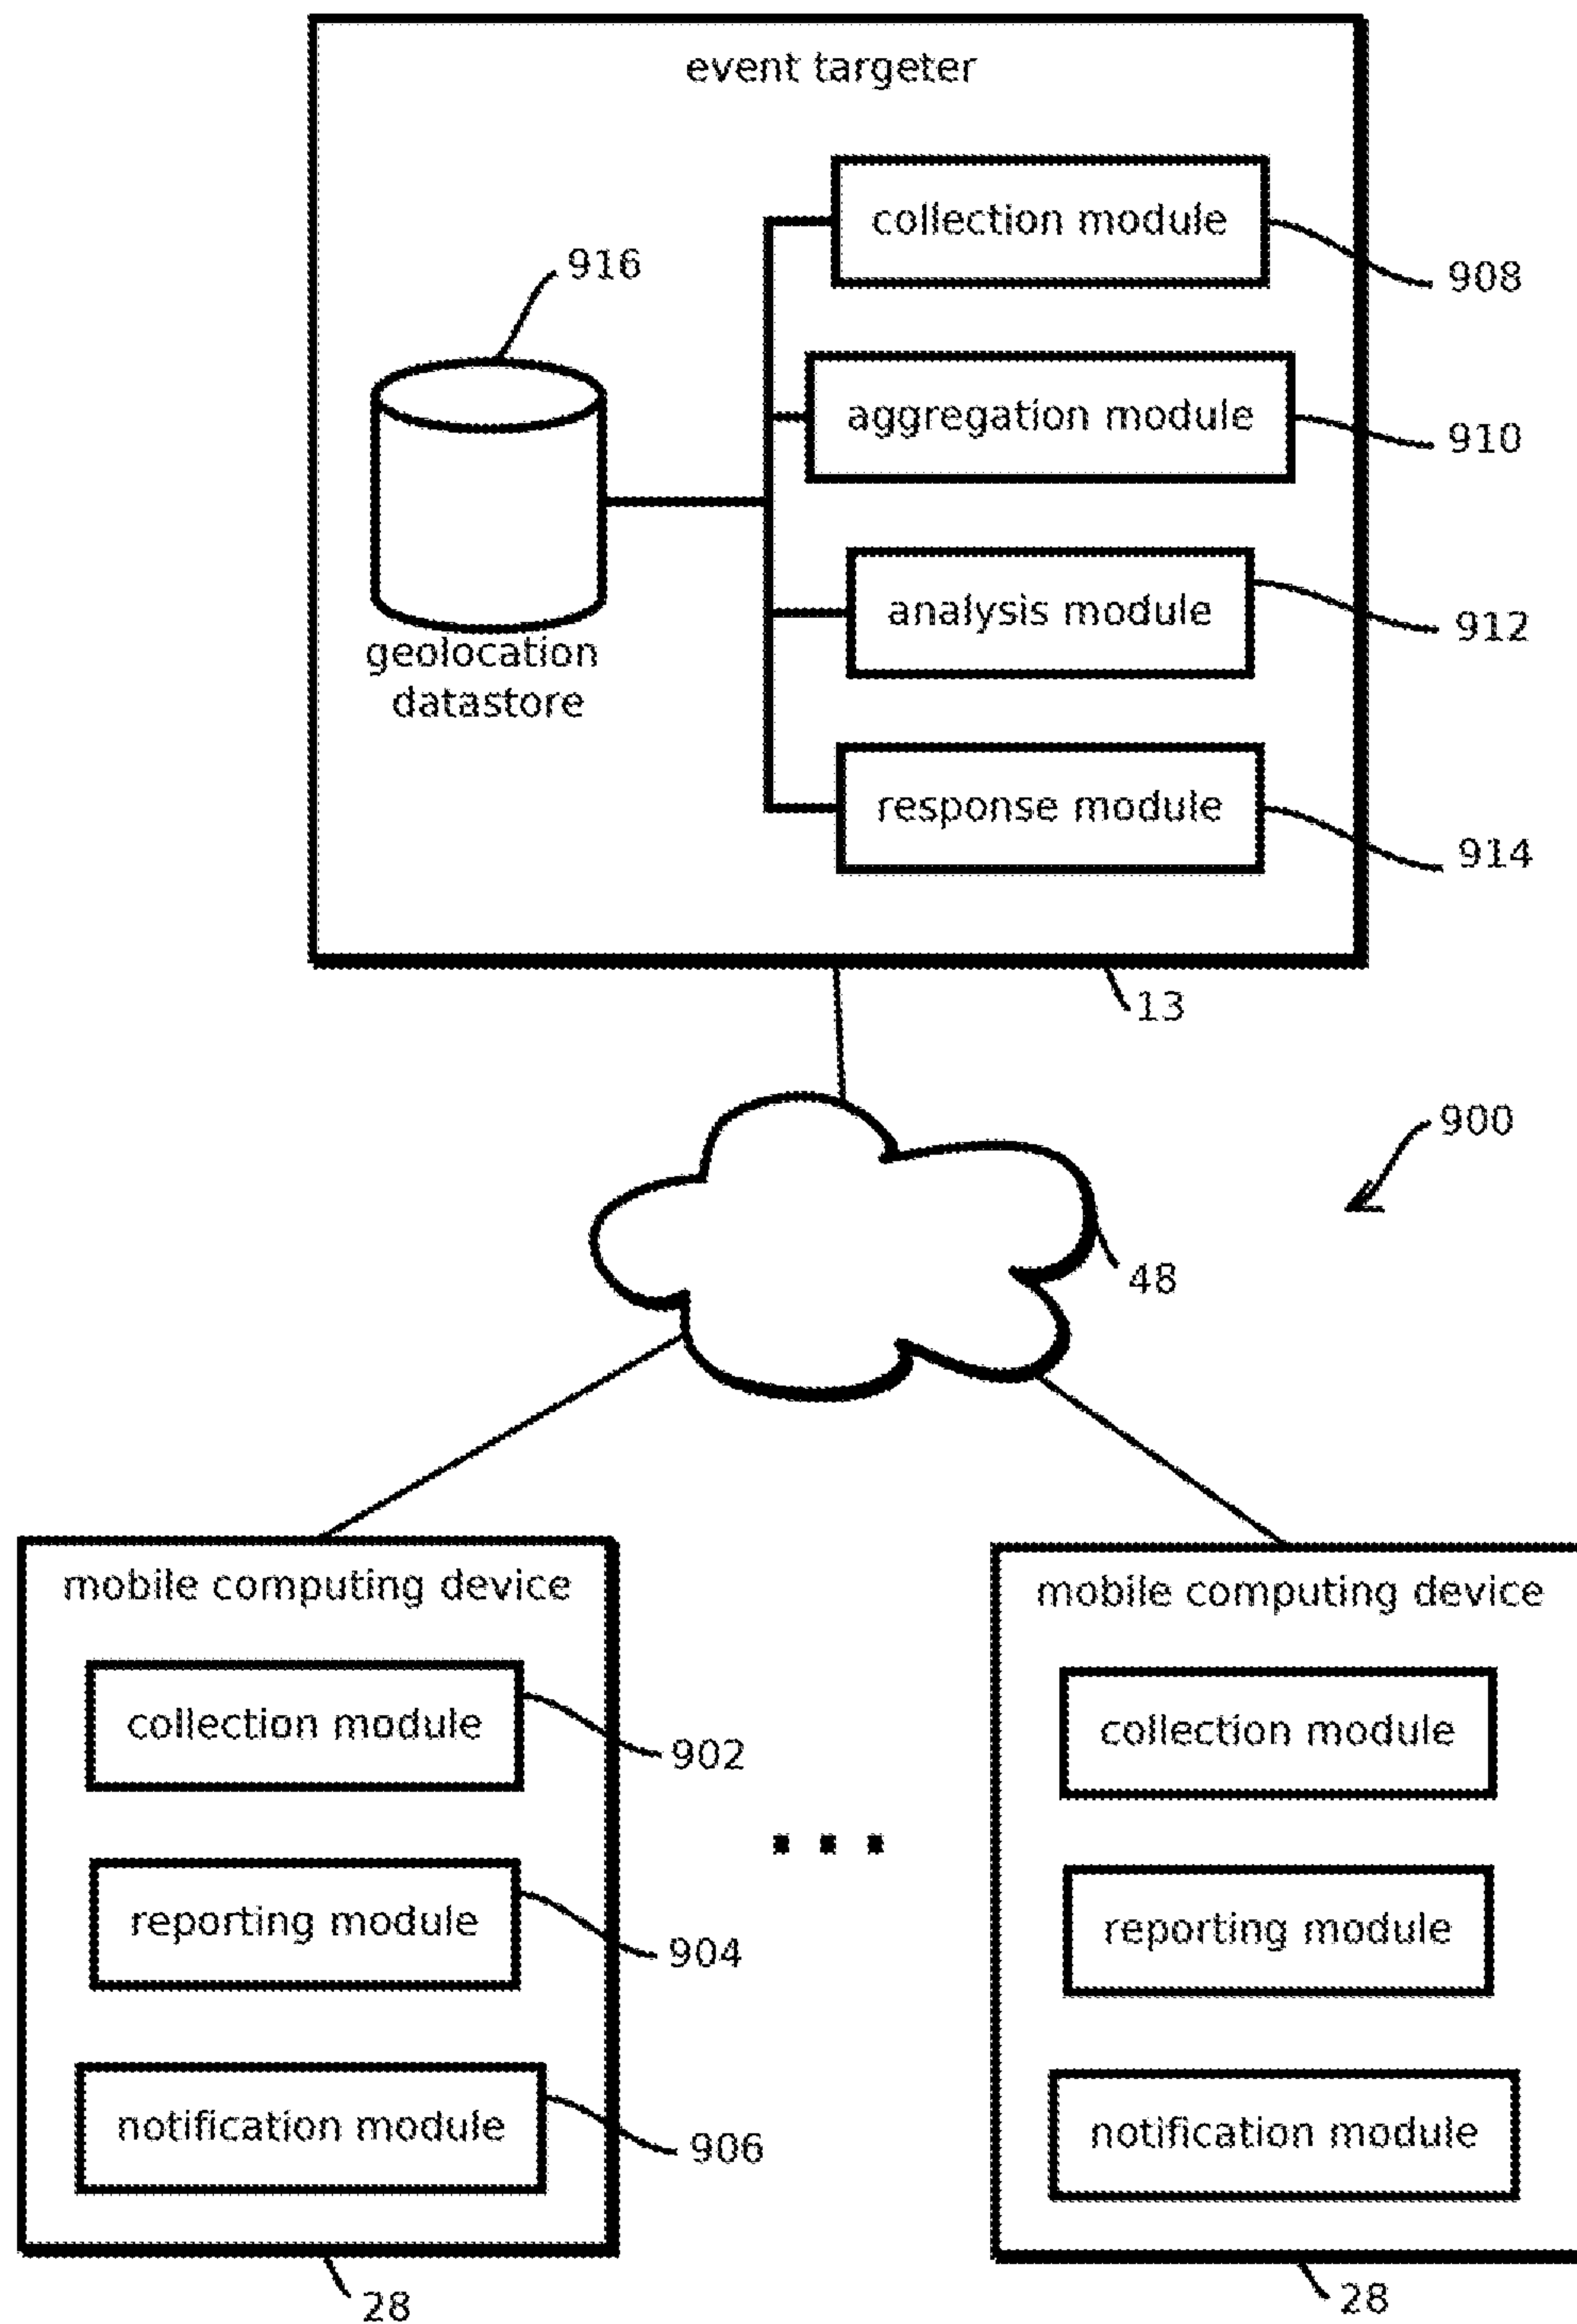 event targeter
collection module
916
908
aggregation module
910
analysis module
912
geolocation
datastore
response module
914
13
900
48
mobile computing device
collection module
902
reporting module
904
notification module
906
28
mobile computing device
collection module
reporting module
notification module
28